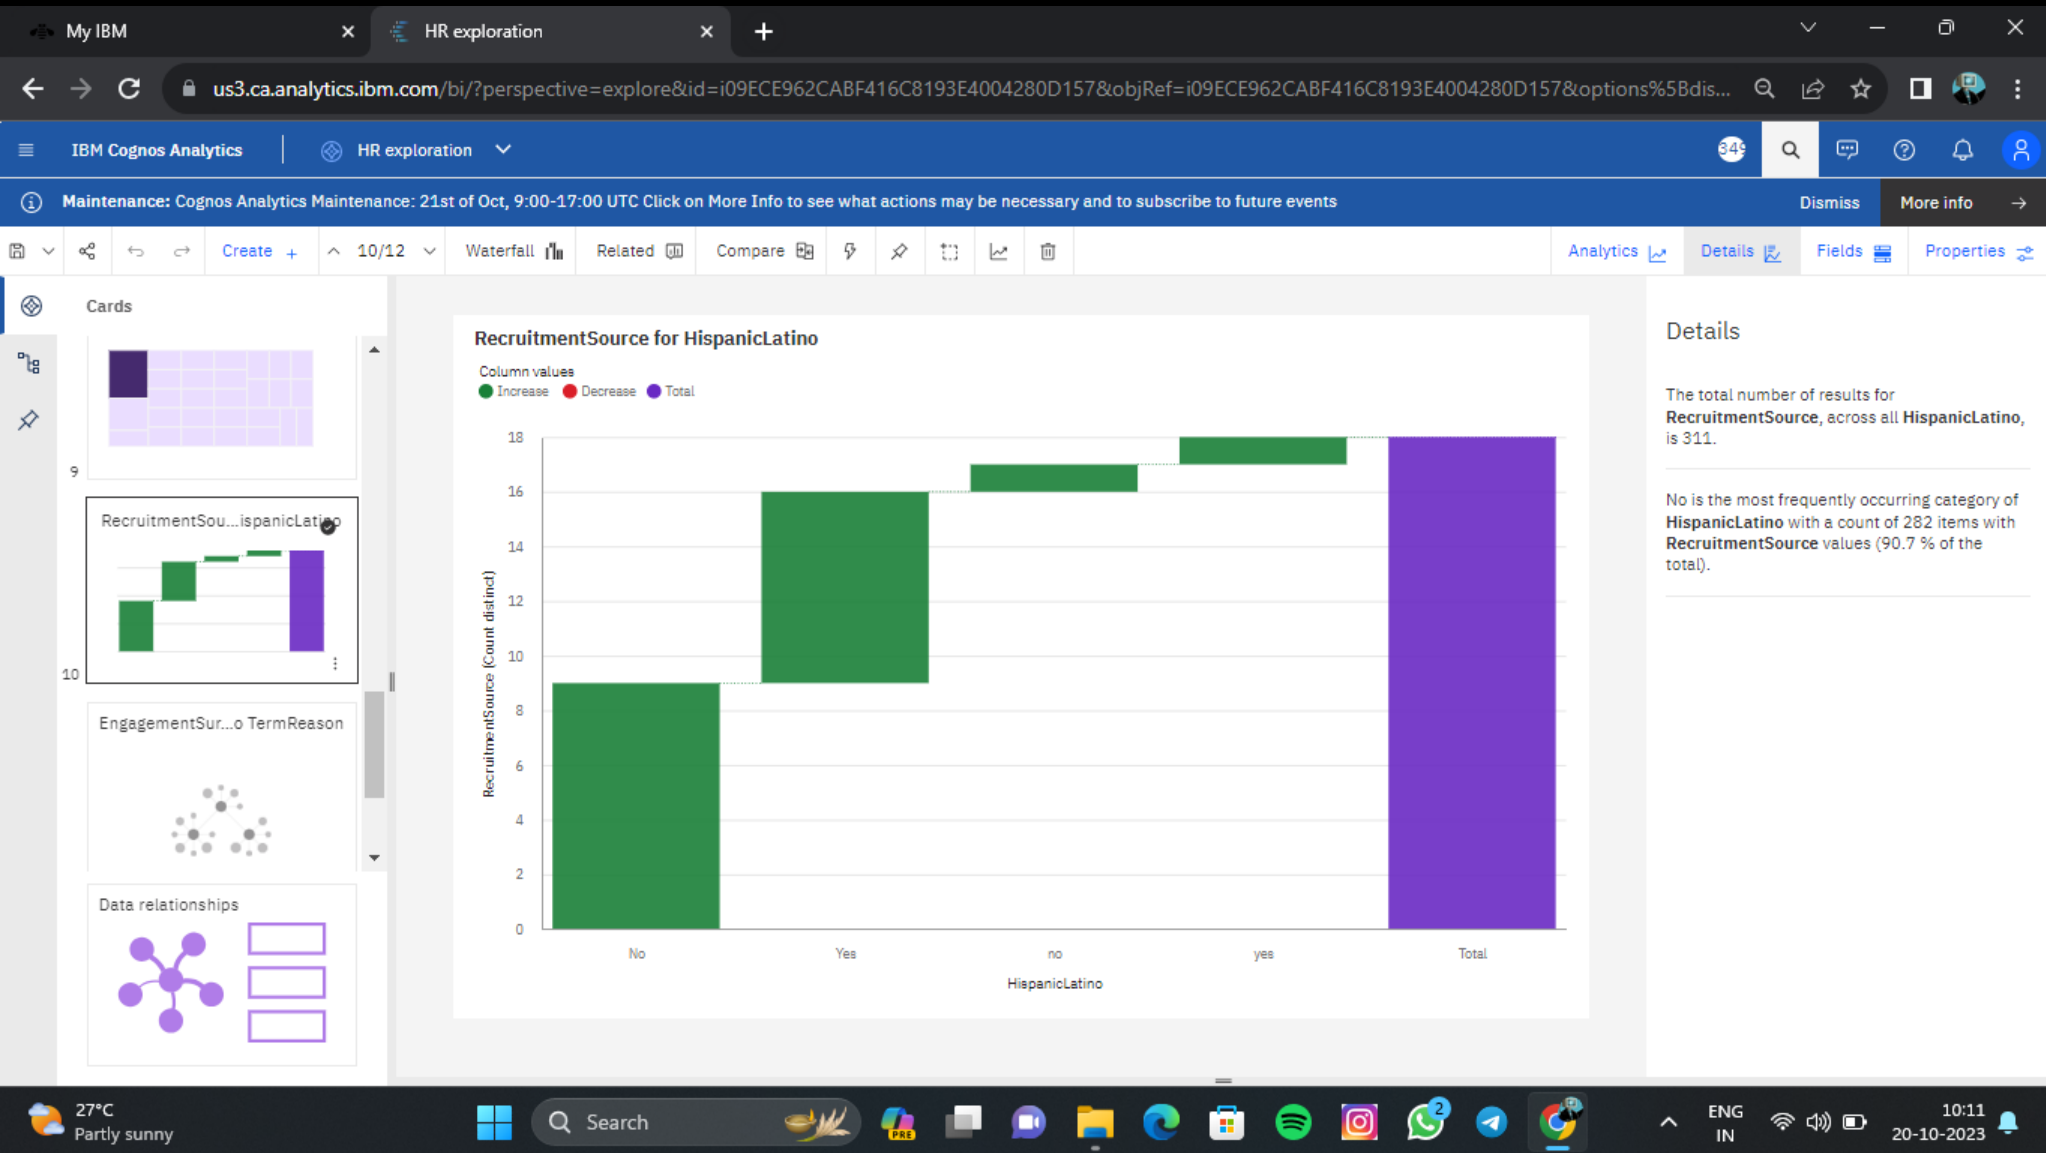 My IBM
HR exploration
us3.ca.analytics.ibm.com/bi/?perspective=explore&id=i09ECE962CABF416C8193E4004280D157&objRef=i09ECE962CABF416C8193E4004280D157&options%5Bdis...
IBM Cognos Analytics
HR exploration
349
Maintenance: Cognos Analytics Maintenance: 21st of Oct, 9:00-17:00 UTC Click on More Info to see what actions may be necessary and to subscribe to future events
Dismiss
More info
Create
10/12
Waterfall
Related
Compare
Analytics
Details
Fields
Properties
Cards
9
RecruitmentSou...ispanicLatino
10
EngagementSur...o TermReason
Data relationships
RecruitmentSource for HispanicLatino
Column values
Increase Decrease Total
18
16
14
12
10
8
6
4
2
0
RecruitmentSource (Count distinct)
No Yes no yes Total
HispanicLatino
Details
The total number of results for
RecruitmentSource, across all HispanicLatino,
is 311.
No is the most frequently occurring category of
HispanicLatino with a count of 282 items with
RecruitmentSource values (90.7 % of the
total).
27°C
Partly sunny
Search
PRE
2
ENG
IN
10:11
20-10-2023